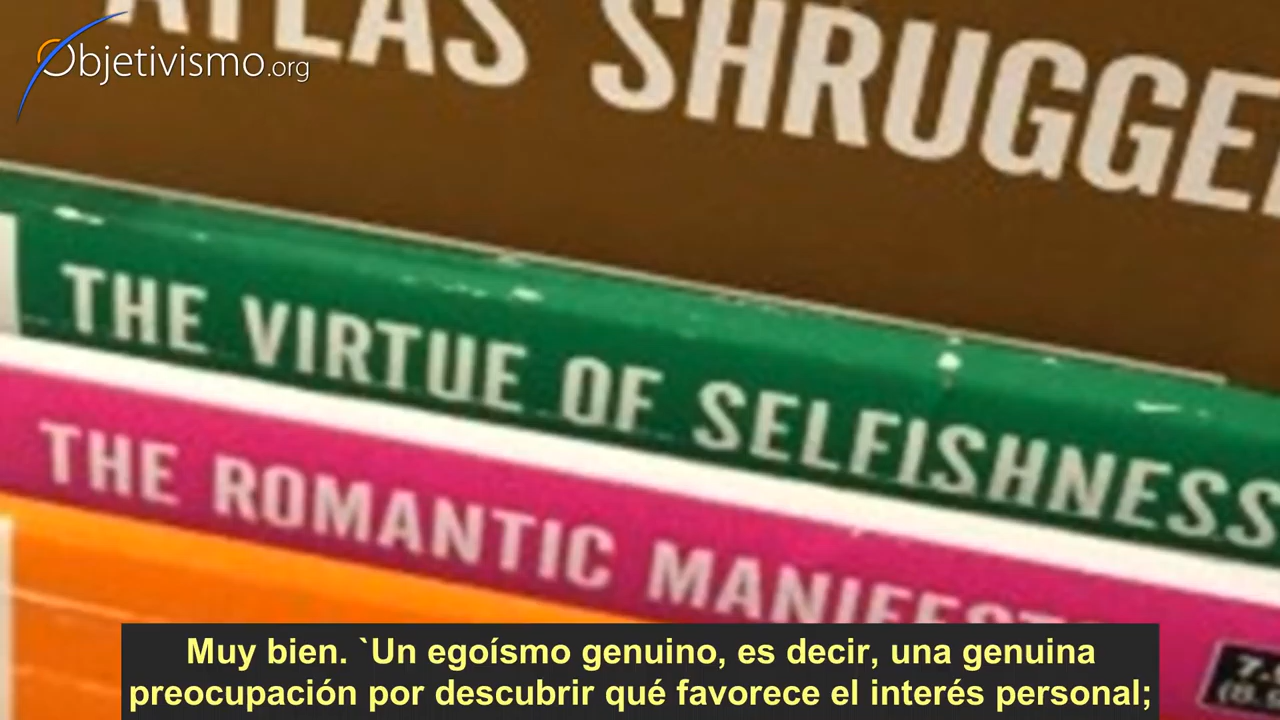 Objetivismo.org
ATLAS SHRUGGE
THE VIRTUE OF SELFISHNESS
THE ROMANTIC MANIFEST
Muy bien. `Un egoísmo genuino, es decir, una genuina
preocupación por descubrir qué favorece el interés personal;